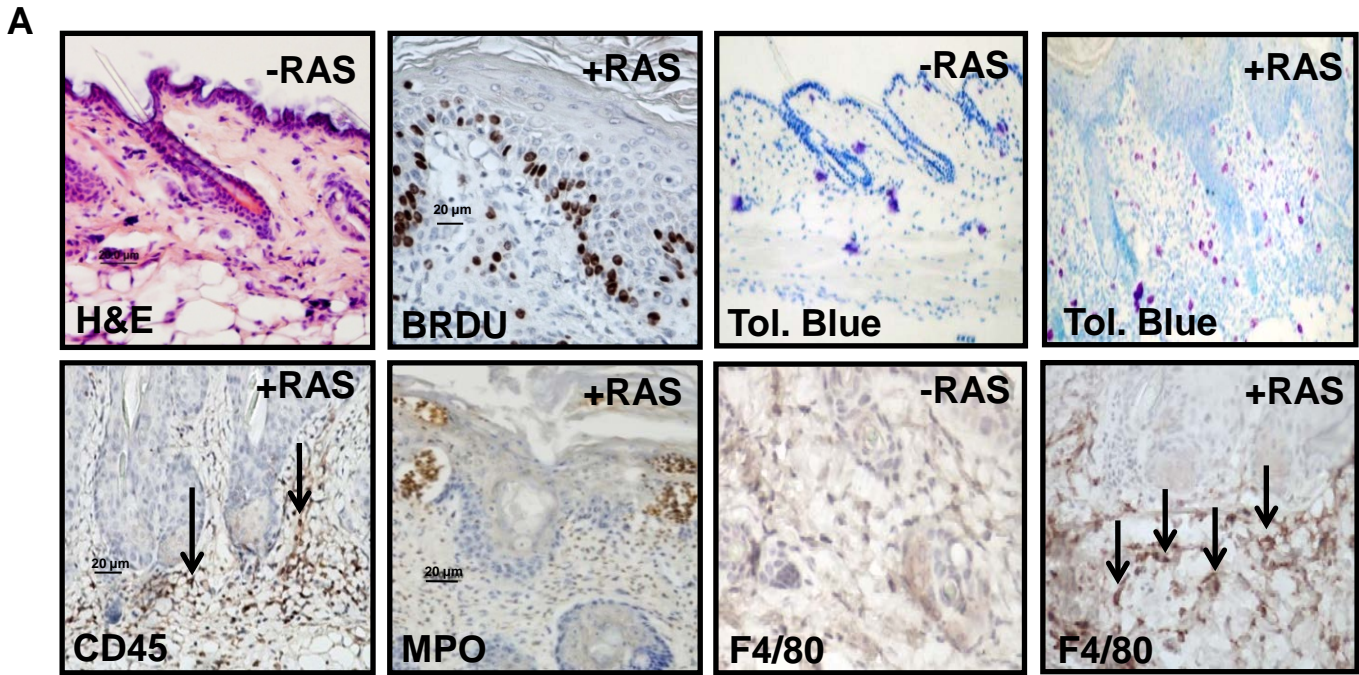 A
-RAS
H&E
+RAS
20 µm
BRDU
-RAS
Tol. Blue
+RAS
Tol. Blue
+RAS
20 µm
CD45
+RAS
20 µm
MPO
-RAS
F4/80
+RAS
F4/80